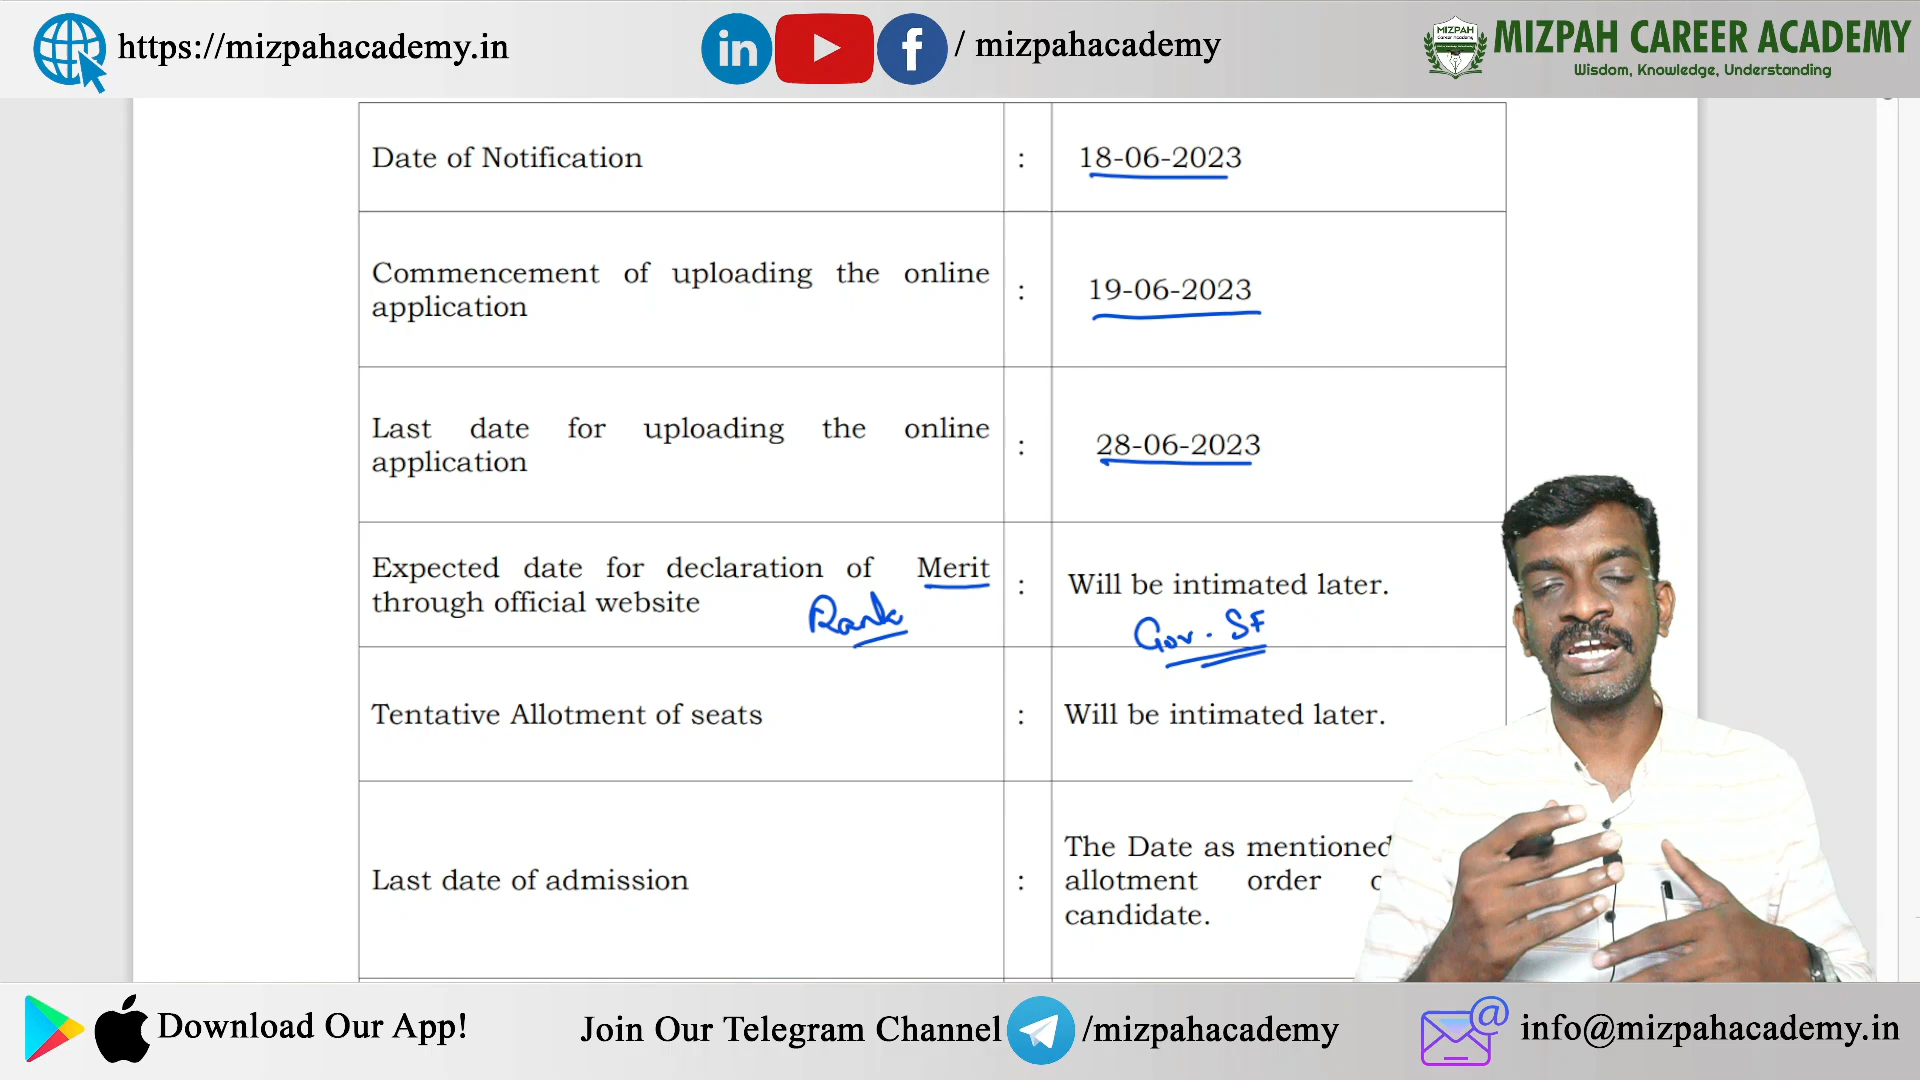 https://mizpahacademy.in
in
f
/ mizpahacademy
MIZPAH
MIZPAH CAREER ACADEMY
Wisdom, Knowledge, Understanding
Date of Notification : 18-06-2023
Commencement of uploading the online
application
: 19-06-2023
Last date for uploading the online
application
: 28-06-2023
Expected date for declaration of Merit
through official website
: Will be intimated later.
Rank
Gov. SF
Tentative Allotment of seats : Will be intimated later.
Last date of admission :
The Date as mentioned
allotment order
candidate.
Download Our App!
Join Our Telegram Channel /mizpahacademy
@
info@mizpahacademy.in